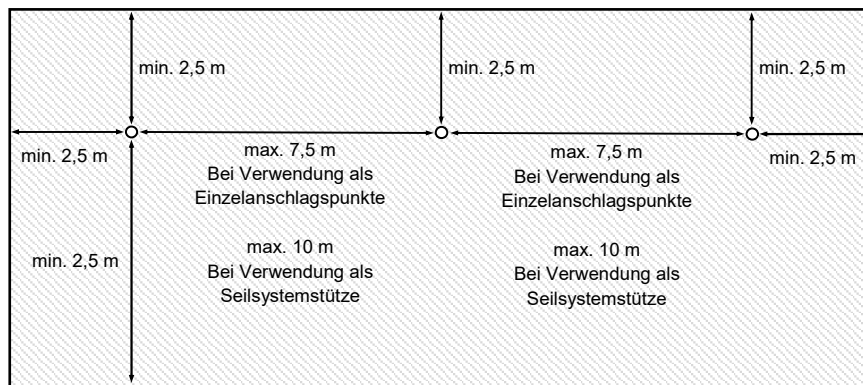 min. 2,5 m
min. 2,5 m
min. 2,5 m
min. 2,5 m
max. 7,5 m
Bei Verwendung als
Einzelanschlagspunkte
max. 7,5 m
Bei Verwendung als
Einzelanschlagspunkte
min. 2,5 m
min. 2,5 m
max. 10 m
Bei Verwendung als
Seilsystemstütze
max. 10 m
Bei Verwendung als
Seilsystemstütze